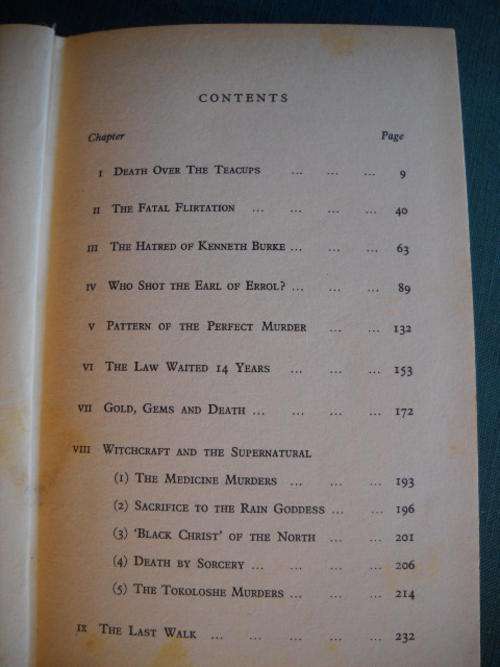 CONTENTS
Chapter Page
I DEATH OVER THE TEACUPS ... ... ... 9
II THE FATAL FLIRTATION ... ... ... ... 40
III THE HATRED OF KENNETH BURKE ... ... ... 63
IV WHO SHOT THE EARL OF ERROL? ... ... ... 89
V PATTERN OF THE PERFECT MURDER ... ... 132
VI THE LAW WAITED 14 YEARS ... ... ... 153
VII GOLD, GEMS AND DEATH ... ... ... ... 172
VIII WITCHCRAFT AND THE SUPERNATURAL
(1) THE MEDICINE MURDERS ... ... ... 193
(2) SACRIFICE TO THE RAIN GODDESS ... ... 196
(3) 'BLACK CHRIST' OF THE NORTH ... ... 201
(4) DEATH BY SORCERY ... ... ... ... 206
(5) THE TOKOLOSHE MURDERS ... ... ... 214
IX THE LAST WALK ... ... ... ... ... 232